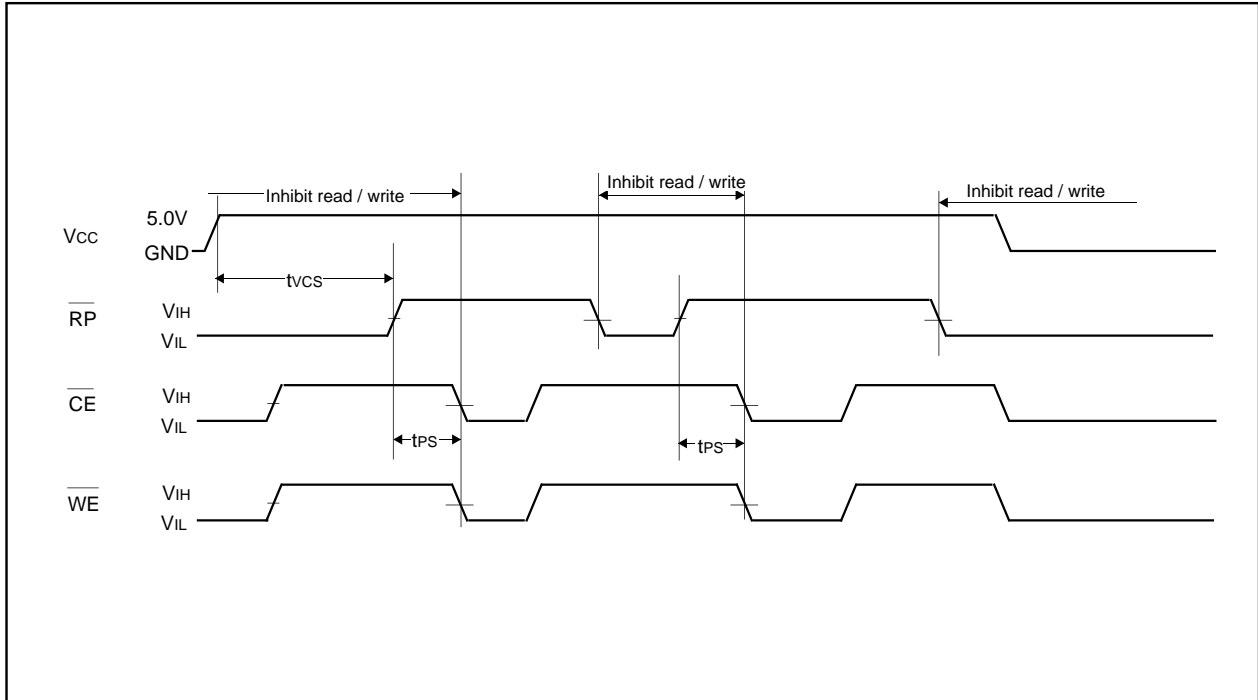 Inhibit read / write
Inhibit read / write
Inhibit read / write
VCC
5.0V
GND
tVCS
RP
VIH
VIL
CE
VIH
VIL
tPS
tPS
WE
VIH
VIL